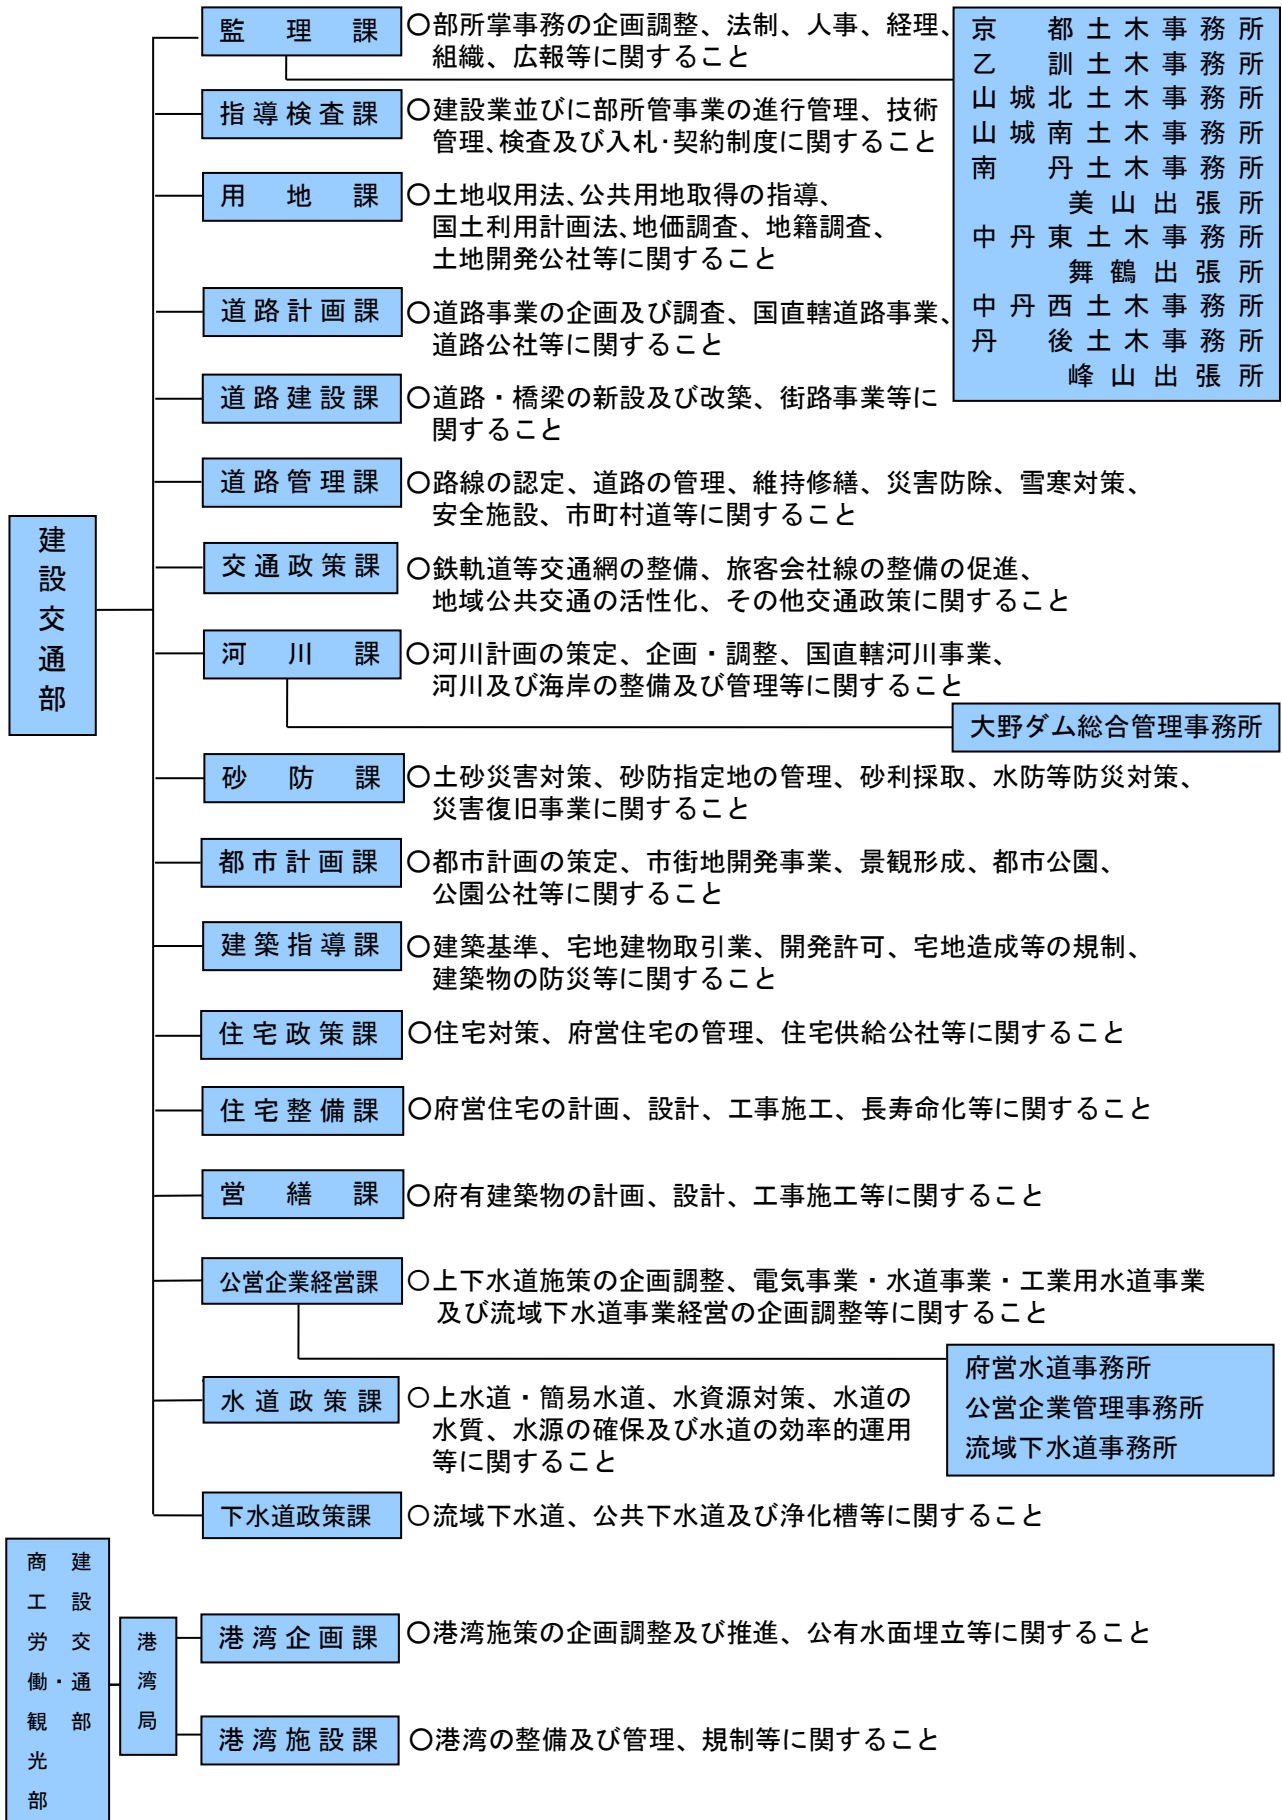 建設交通部
監理課
○部所掌事務の企画調整、法制、人事、経理、
組織、広報等に関すること
京都土木事務所
乙訓土木事務所
山城北土木事務所
山城南土木事務所
南丹土木事務所
美山出張所
中丹東土木事務所
舞鶴出張所
中丹西土木事務所
丹後土木事務所
峰山出張所
指導検査課
○建設業並びに部所管事業の進行管理、技術
管理、検査及び入札・契約制度に関すること
用地課
○土地収用法、公共用地取得の指導、
国土利用計画法、地価調査、地籍調査、
土地開発公社等に関すること
道路計画課
○道路事業の企画及び調査、国直轄道路事業、
道路公社等に関すること
道路建設課
○道路・橋梁の新設及び改築、街路事業等に
関すること
道路管理課
○路線の認定、道路の管理、維持修繕、災害防除、雪寒対策、
安全施設、市町村道等に関すること
交通政策課
○鉄軌道等交通網の整備、旅客会社線の整備の促進、
地域公共交通の活性化、その他交通政策に関すること
河川課
○河川計画の策定、企画・調整、国直轄河川事業、
河川及び海岸の整備及び管理等に関すること
大野ダム総合管理事務所
砂防課
○土砂災害対策、砂防指定地の管理、砂利採取、水防等防災対策、
災害復旧事業に関すること
都市計画課
○都市計画の策定、市街地開発事業、景観形成、都市公園、
公園公社等に関すること
建築指導課
○建築基準、宅地建物取引業、開発許可、宅地造成等の規制、
建築物の防災等に関すること
住宅政策課
○住宅対策、府営住宅の管理、住宅供給公社等に関すること
住宅整備課
○府営住宅の計画、設計、工事施工、長寿命化等に関すること
営繕課
○府有建築物の計画、設計、工事施工等に関すること
公営企業経営課
○上下水道施策の企画調整、電気事業・水道事業・工業用水道事業
及び流域下水道事業経営の企画調整等に関すること
府営水道事務所
公営企業管理事務所
流域下水道事務所
水道政策課
○上水道・簡易水道、水資源対策、水道の
水質、水源の確保及び水道の効率的運用
等に関すること
下水道政策課
○流域下水道、公共下水道及び浄化槽等に関すること
建設交通部
・
商工労働観光部
港湾局
港湾企画課
○港湾施策の企画調整及び推進、公有水面埋立等に関すること
港湾施設課
○港湾の整備及び管理、規制等に関すること